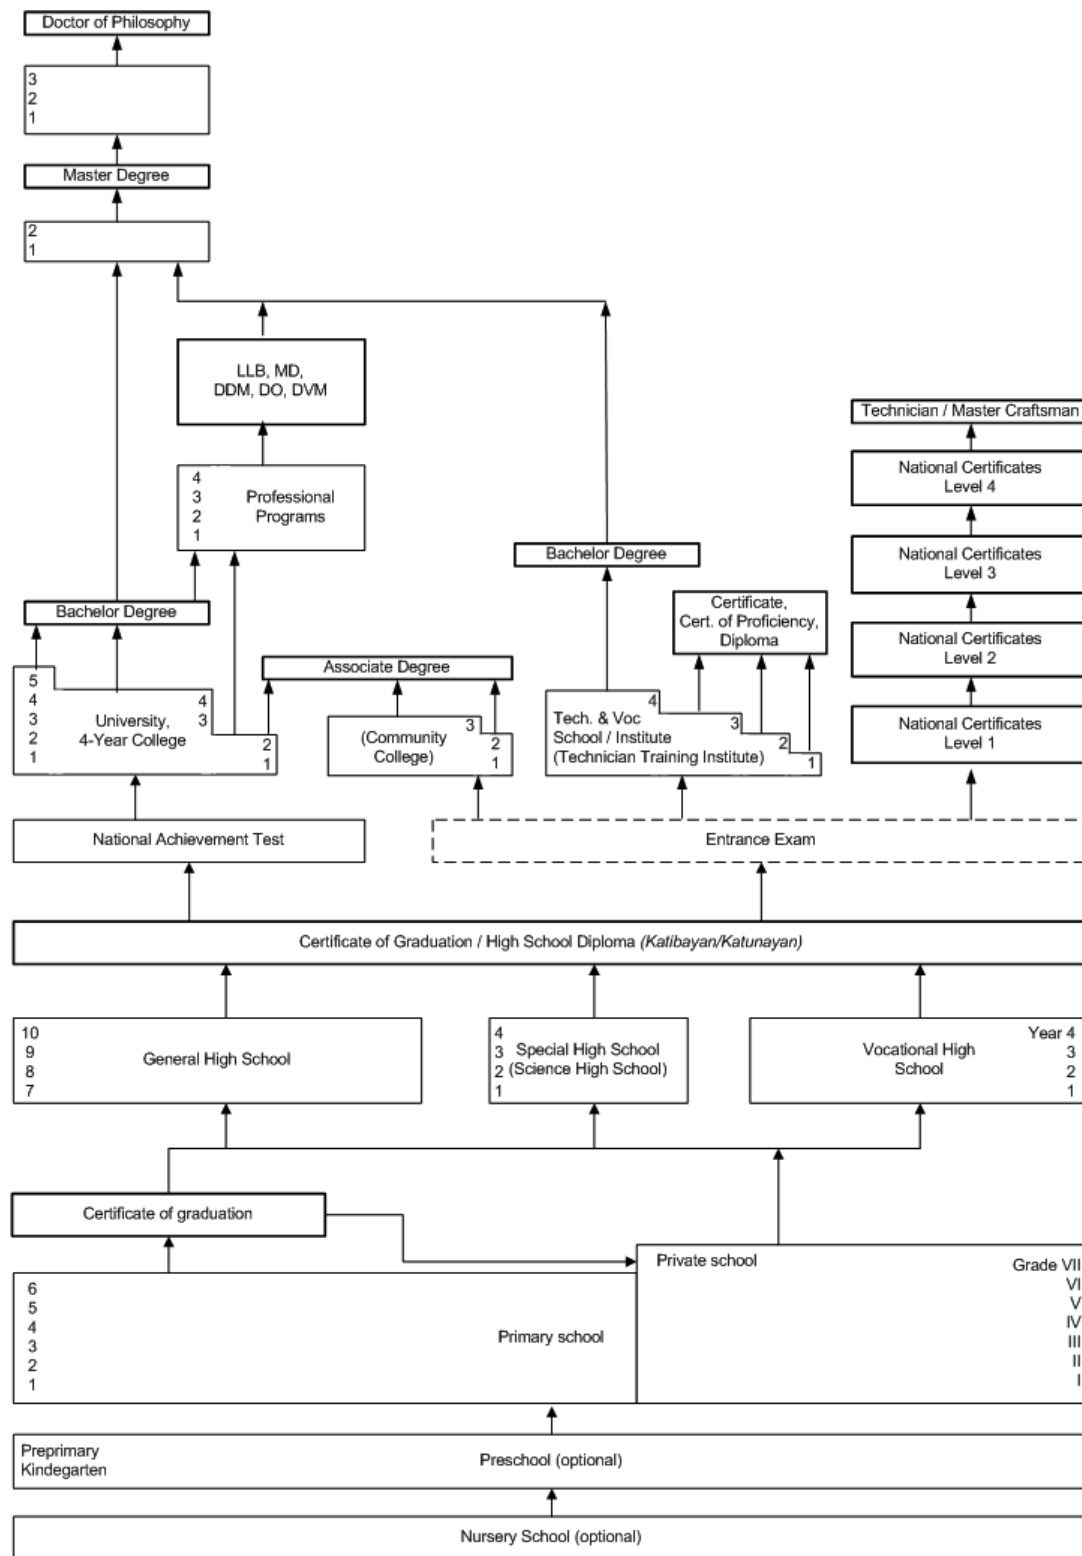 Doctor of Philosophy
3
2
1
Master Degree
2
1
LLB, MD,
DDM, DO, DVM
Technician / Master Craftsman
National Certificates
Level 4
4
3
2
1
Professional
Programs
Bachelor Degree
National Certificates
Level 3
Bachelor Degree
Certificate,
Cert. of Proficiency,
Diploma
National Certificates
Level 2
Associate Degree
5
4
3
2
1
University,
4-Year College
4
3
2
1
(Community
College)
3
2
1
Tech. & Voc
School / Institute
(Technician Training Institute)
4
3
2
1
National Certificates
Level 1
National Achievement Test
Entrance Exam
Certificate of Graduation / High School Diploma (Katibayan/Katunayan)
10
9
8
7
General High School
4
3
2
1
Special High School
(Science High School)
Vocational High
School
Year 4
3
2
1
Certificate of graduation
Private school
Grade VII
VI
V
IV
III
II
I
6
5
4
3
2
1
Primary school
Preprimary
Kindegarten
Preschool (optional)
Nursery School (optional)